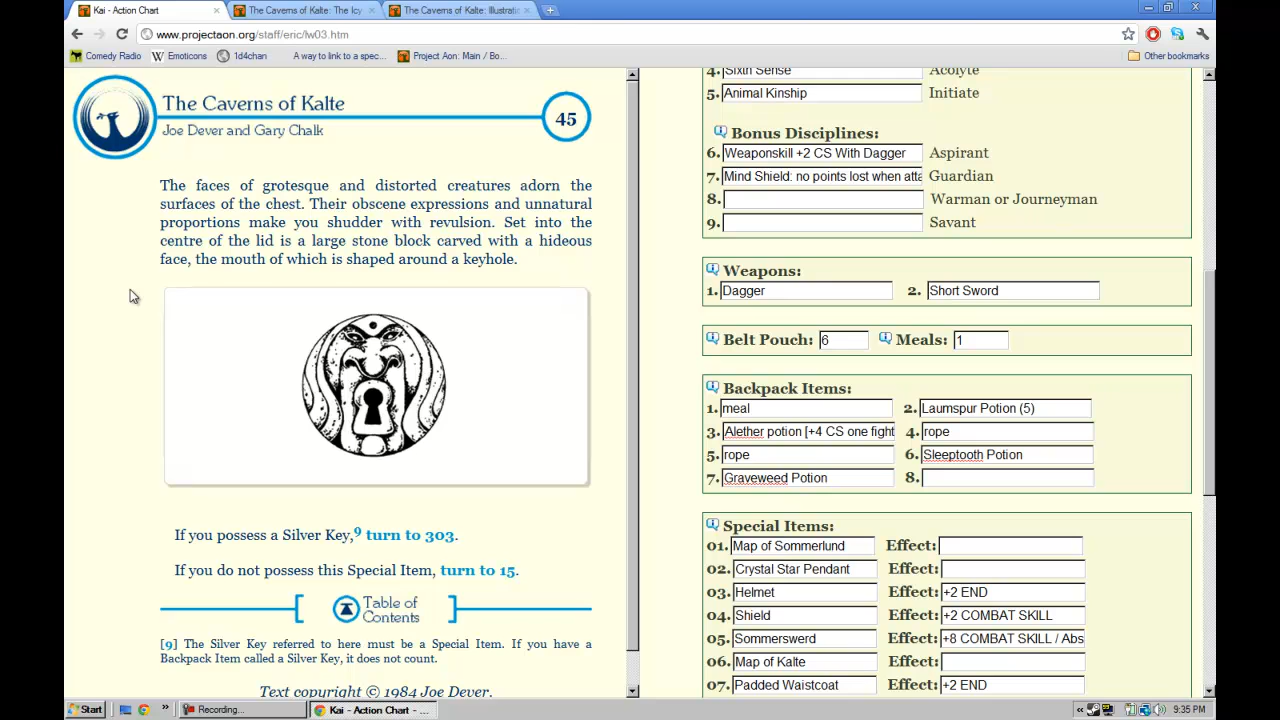 Kai - Action Chart
The Caverns of Kalte: The Icy
The Caverns of Kalte: Illustratio
www.projectaon.org/staff/eric/lw03.htm
Comedy Radio
Emoticons
1d4chan
A way to link to a spec...
Project Aon: Main / Bo...
Other bookmarks
The Caverns of Kalte
Joe Dever and Gary Chalk
45
The faces of grotesque and distorted creatures adorn the
surfaces of the chest. Their obscene expressions and unnatural
proportions make you shudder with revulsion. Set into the
centre of the lid is a large stone block carved with a hideous
face, the mouth of which is shaped around a keyhole.
If you possess a Silver Key,9 turn to 303.
If you do not possess this Special Item, turn to 15.
Table of
Contents
[9] The Silver Key referred to here must be a Special Item. If you have a
Backpack Item called a Silver Key, it does not count.
Text copyright © 1984 Joe Dever.
4. Sixth Sense Acolyte
5. Animal Kinship Initiate
Bonus Disciplines:
6. Weaponskill +2 CS With Dagger Aspirant
7. Mind Shield: no points lost when atta Guardian
8. Warman or Journeyman
9. Savant
Weapons:
1. Dagger 2. Short Sword
Belt Pouch: 6 Meals: 1
Backpack Items:
1. meal 2. Laumspur Potion (5)
3. Alether potion [+4 CS one fight 4. rope
5. rope 6. Sleeptooth Potion
7. Graveweed Potion 8.
Special Items:
01. Map of Sommerlund Effect:
02. Crystal Star Pendant Effect:
03. Helmet Effect: +2 END
04. Shield Effect: +2 COMBAT SKILL
05. Sommerswerd Effect: +8 COMBAT SKILL / Abs
06. Map of Kalte Effect:
07. Padded Waistcoat Effect: +2 END
Start
Recording...
Kai - Action Chart - ...
9:35 PM